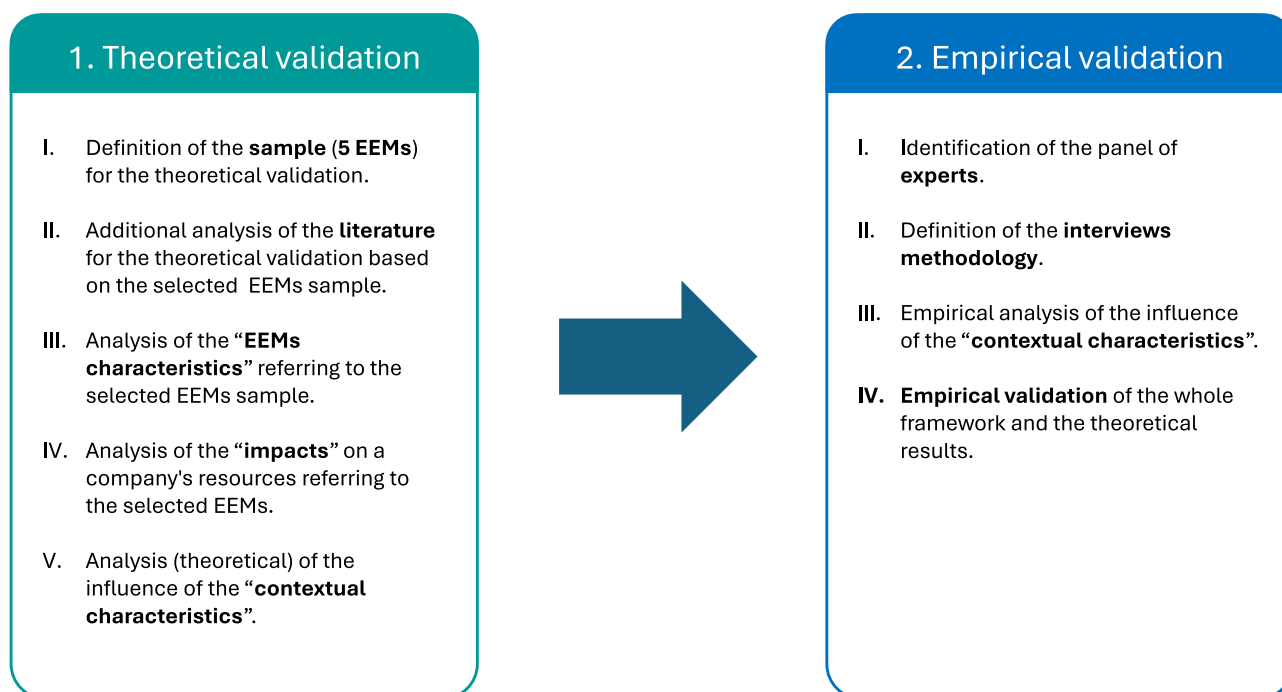 1. Theoretical validation
I. Definition of the sample (5 EEMs)
for the theoretical validation.
II. Additional analysis of the literature
for the theoretical validation based
on the selected EEMs sample.
III. Analysis of the “EEMs
characteristics” referring to the
selected EEMs sample.
IV. Analysis of the “impacts” on a
company's resources referring to
the selected EEMs.
V. Analysis (theoretical) of the
influence of the “contextual
characteristics”.
2. Empirical validation
I. Identification of the panel of
experts.
II. Definition of the interviews
methodology.
III. Empirical analysis of the influence
of the “contextual characteristics”.
IV. Empirical validation of the whole
framework and the theoretical
results.